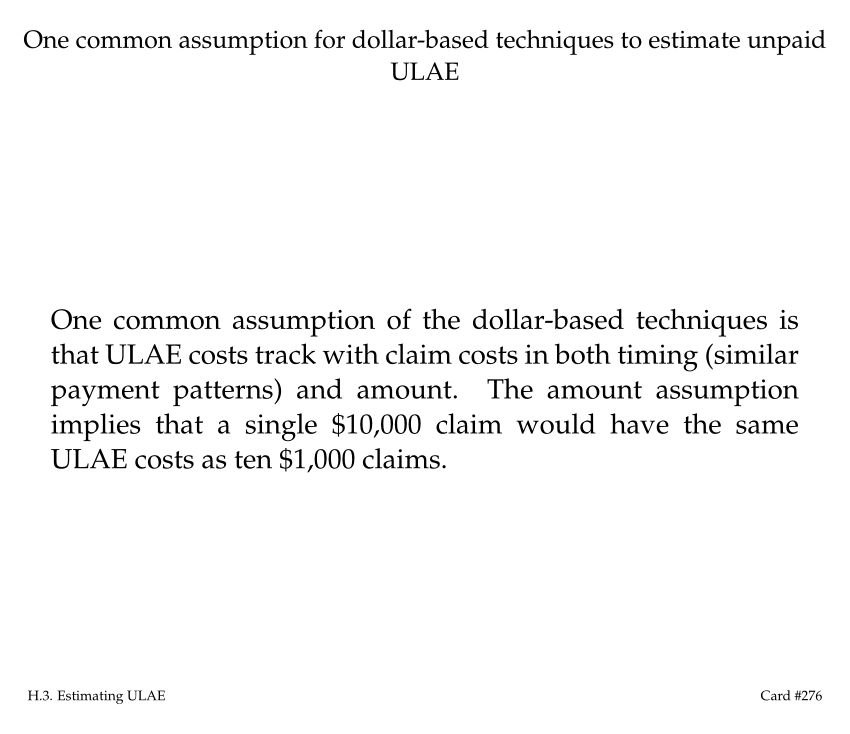 One common assumption for dollar-based techniques to estimate unpaid
ULAE
One common assumption of the dollar-based techniques is
that ULAE costs track with claim costs in both timing (similar
payment patterns) and amount. The amount assumption
implies that a single $10,000 claim would have the same
ULAE costs as ten $1,000 claims.
H.3. Estimating ULAE
Card #276